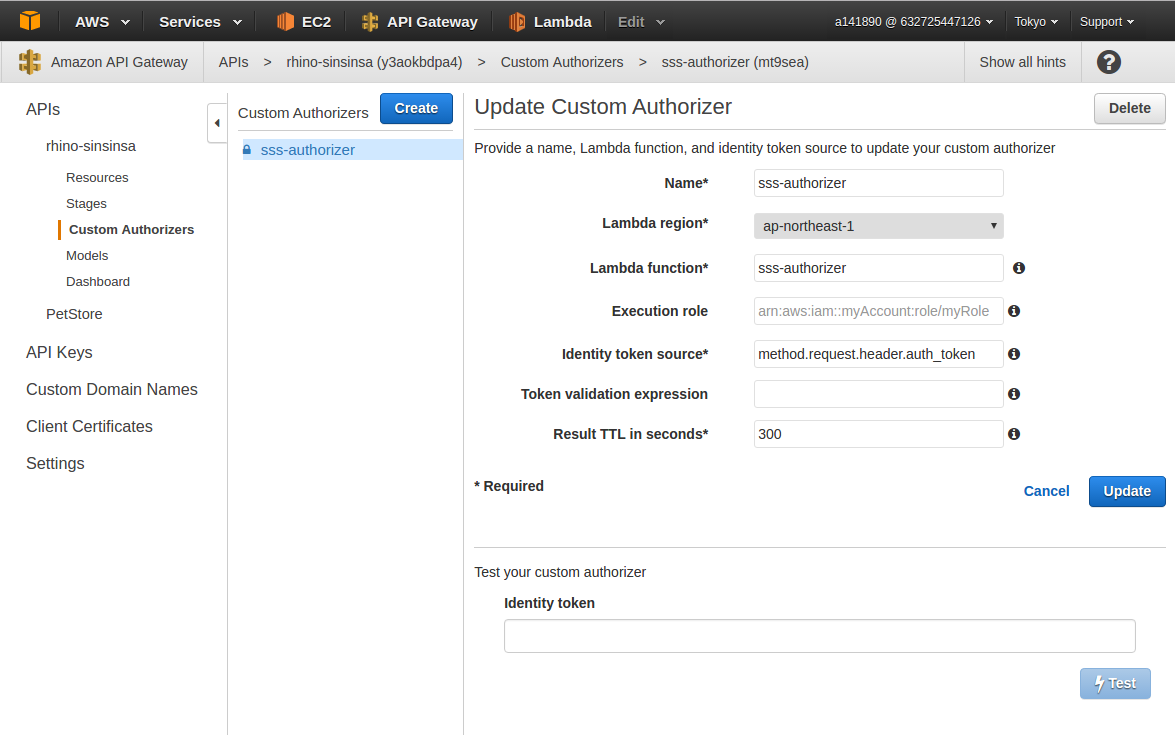 AWS Services EC2 API Gateway Lambda Edit a141890 @ 632725447126 Tokyo Support
Amazon API Gateway APIs > rhino-sinsinsa (y3aokbdpa4) > Custom Authorizers > sss-authorizer (mt9sea) Show all hints ?
APIs
rhino-sinsinsa
Resources
Stages
Custom Authorizers
Models
Dashboard
PetStore
API Keys
Custom Domain Names
Client Certificates
Settings
Custom Authorizers Create
sss-authorizer
Update Custom Authorizer Delete
Provide a name, Lambda function, and identity token source to update your custom authorizer
Name* sss-authorizer
Lambda region* ap-northeast-1
Lambda function* sss-authorizer
Execution role arn:aws:iam::myAccount:role/myRole
Identity token source* method.request.header.auth_token
Token validation expression
Result TTL in seconds* 300
* Required Cancel Update
Test your custom authorizer
Identity token
Test